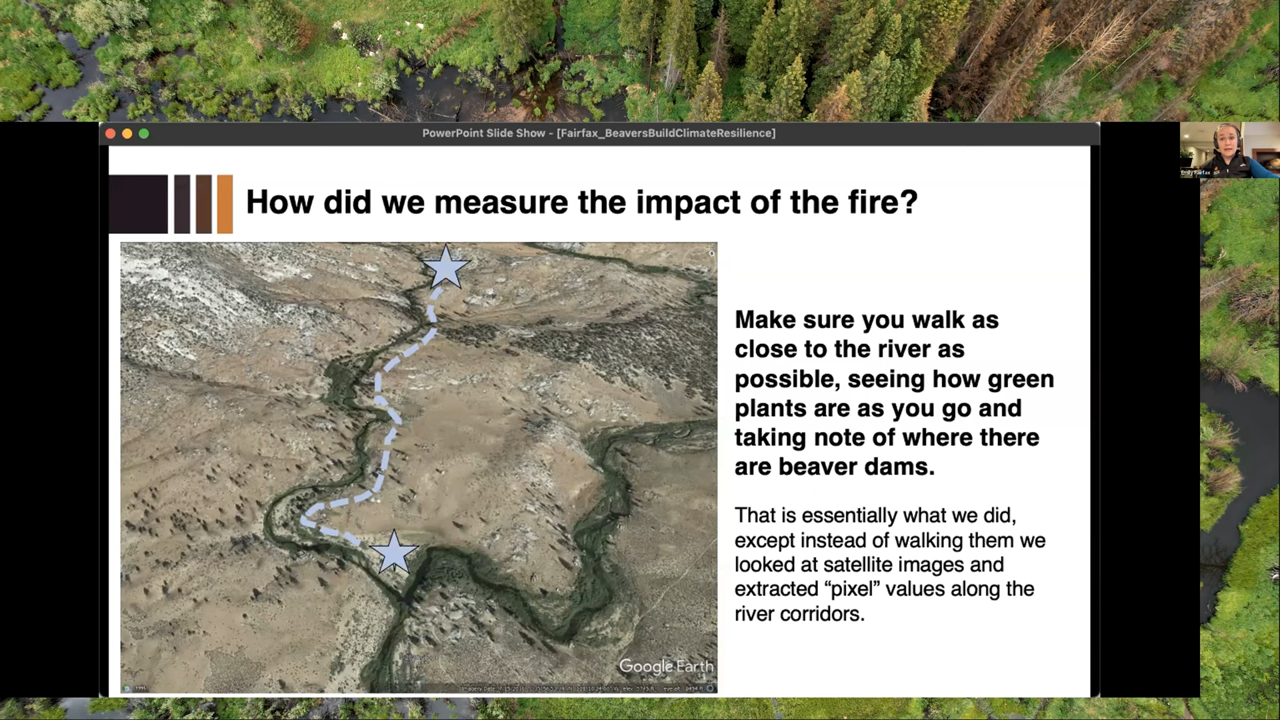 PowerPoint Slide Show - [Fairfax_BeaversBuildClimateResilience]
Emily Fairfax
How did we measure the impact of the fire?
Make sure you walk as
close to the river as
possible, seeing how green
plants are as you go and
taking note of where there
are beaver dams.
That is essentially what we did,
except instead of walking them we
looked at satellite images and
extracted “pixel” values along the
river corridors.
Google Earth